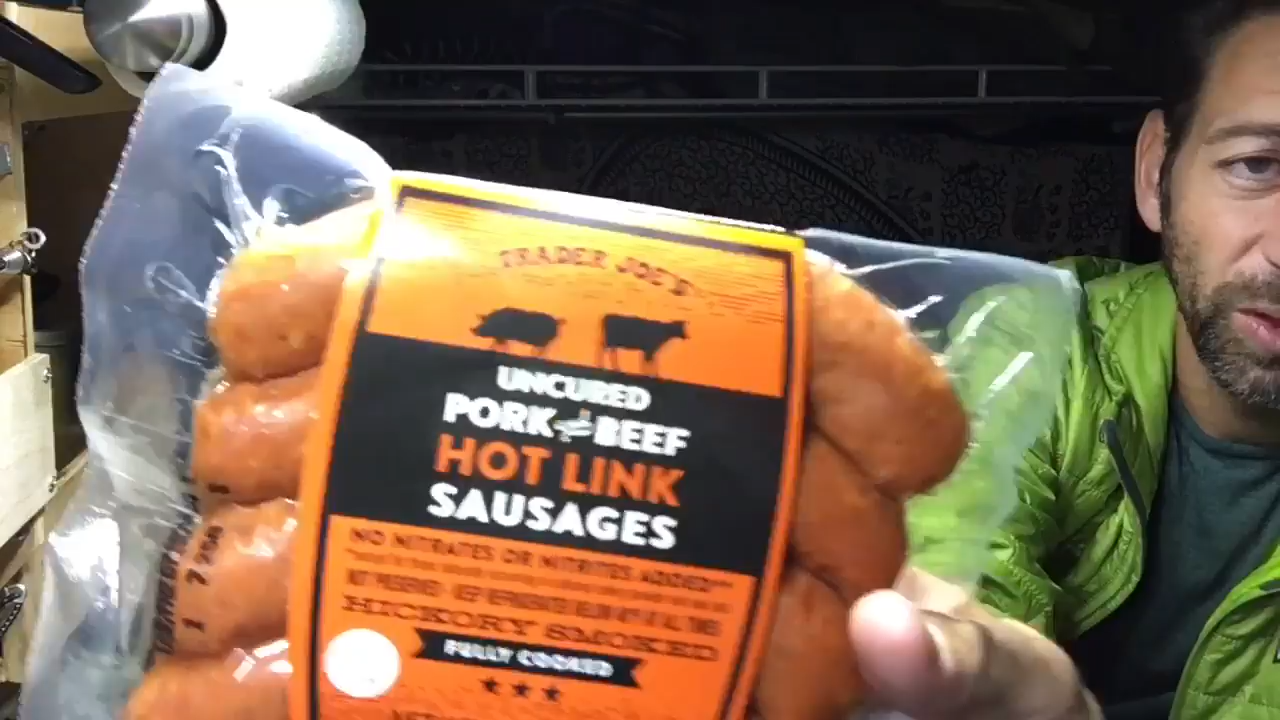 TRADER JOE'S
UNCURED
PORK BEEF
HOT LINK
SAUSAGES
NO NITRATES OR NITRITES ADDED**
HICKORY SMOKED
FULLY COOKED